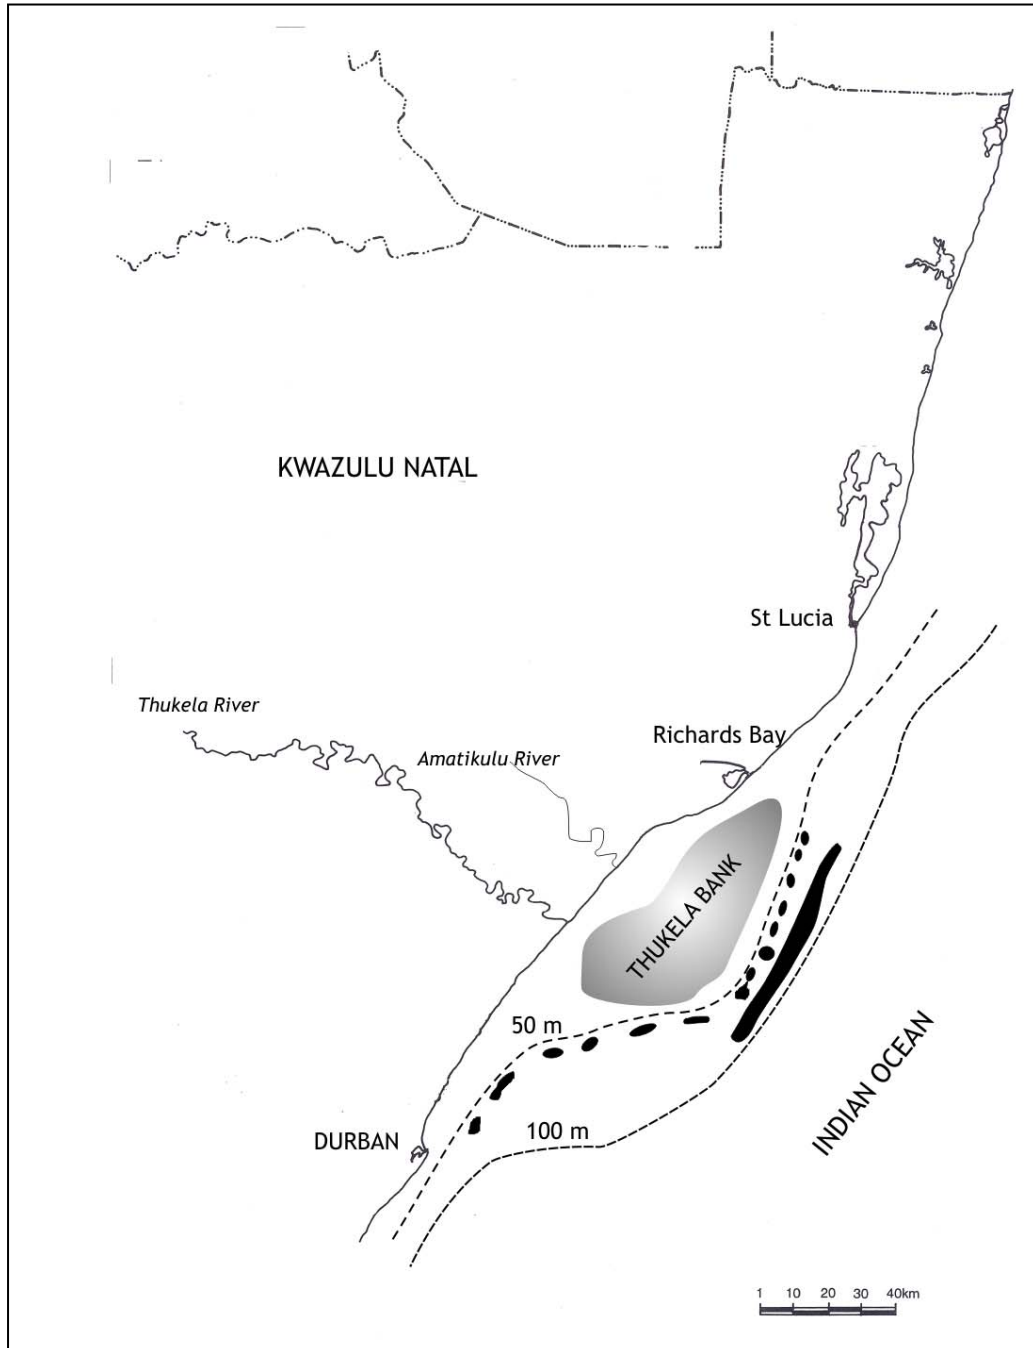 KWAZULU NATAL
St Lucia
Thukela River
Richards Bay
Amatikulu River
THUKELA BANK
50 m
INDIAN OCEAN
100 m
DURBAN
1 10 20 30 40km